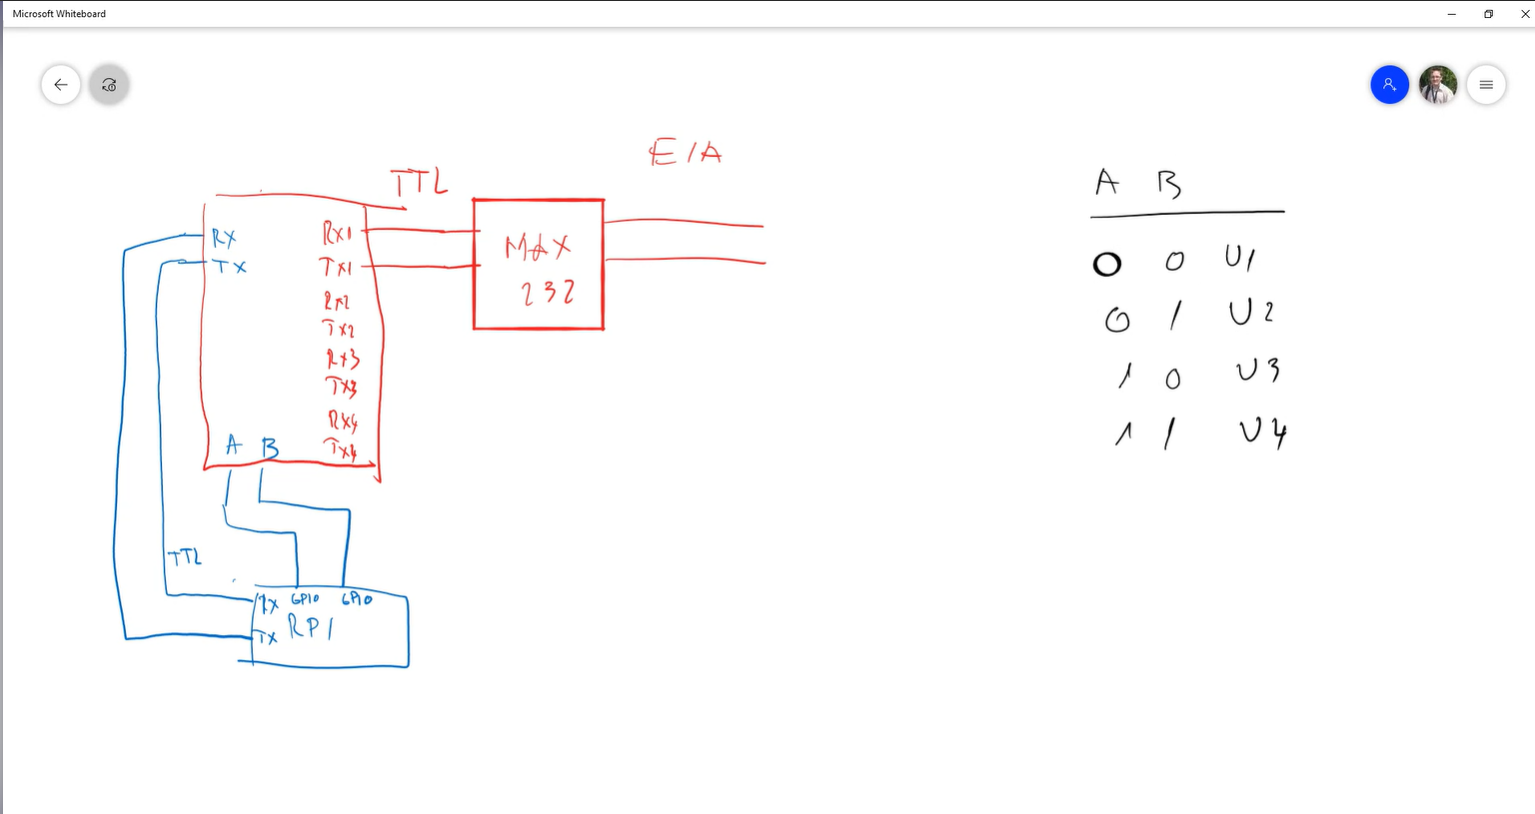 Microsoft Whiteboard
E/A
TTL
A B
RX
TX
RX1
TX1
RX2
TX2
RX3
TX3
RX4
TX4
MAX
232
0 0 U1
0 1 U2
1 0 U3
1 1 U4
A B
TTL
RX GPIO GPIO
TX RPI